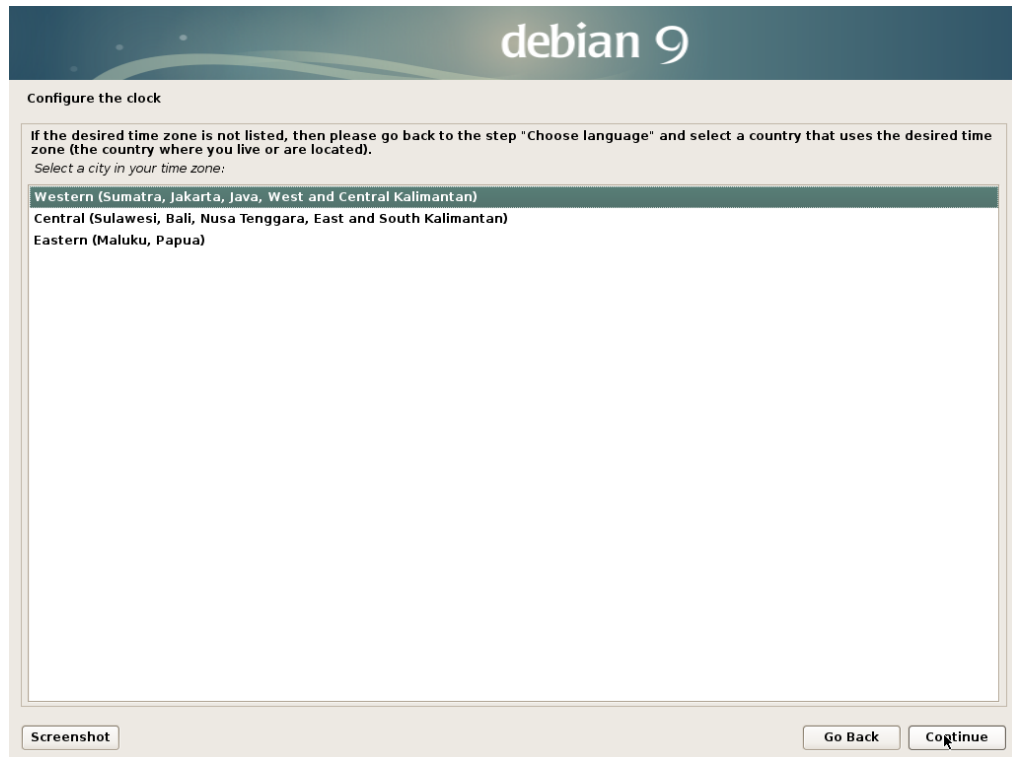 debian 9
Configure the clock
If the desired time zone is not listed, then please go back to the step "Choose language" and select a country that uses the desired time
zone (the country where you live or are located).
Select a city in your time zone:
Western (Sumatra, Jakarta, Java, West and Central Kalimantan)
Central (Sulawesi, Bali, Nusa Tenggara, East and South Kalimantan)
Eastern (Maluku, Papua)
Screenshot Go Back Continue